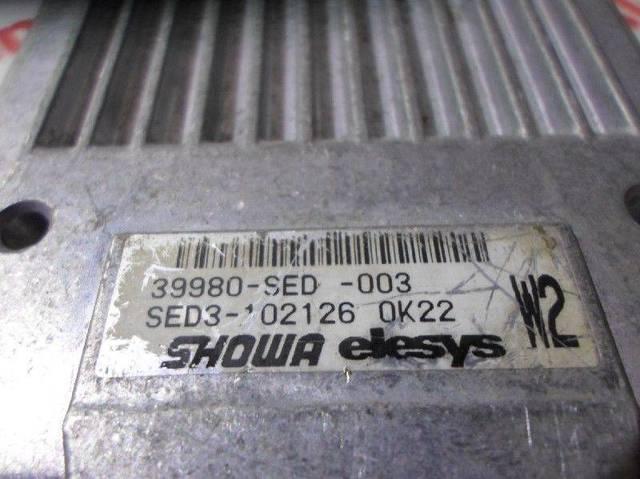 39980-SED -003
SED3-102126 0K22
SHOWA elesys
W2